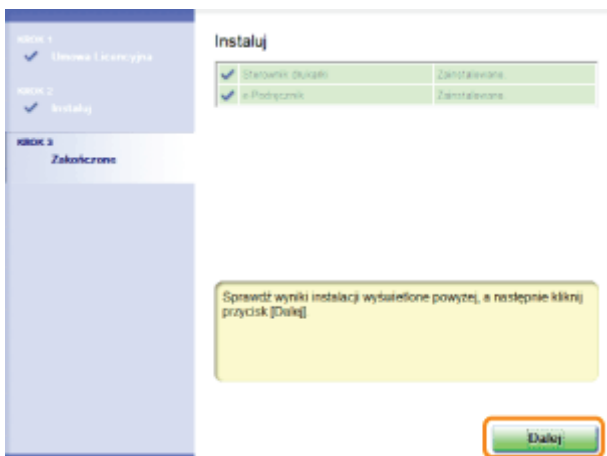 KROK 1
Umowa Licencyjna
KROK 2
Instaluj
KROK 3
Zakończone
Instaluj
Sterownik drukarki Zainstalowane.
e-Podręcznik Zainstalowane.
Sprawdź wyniki instalacji wyświetlone powyżej, a następnie kliknij
przycisk [Dalej].
Dalej